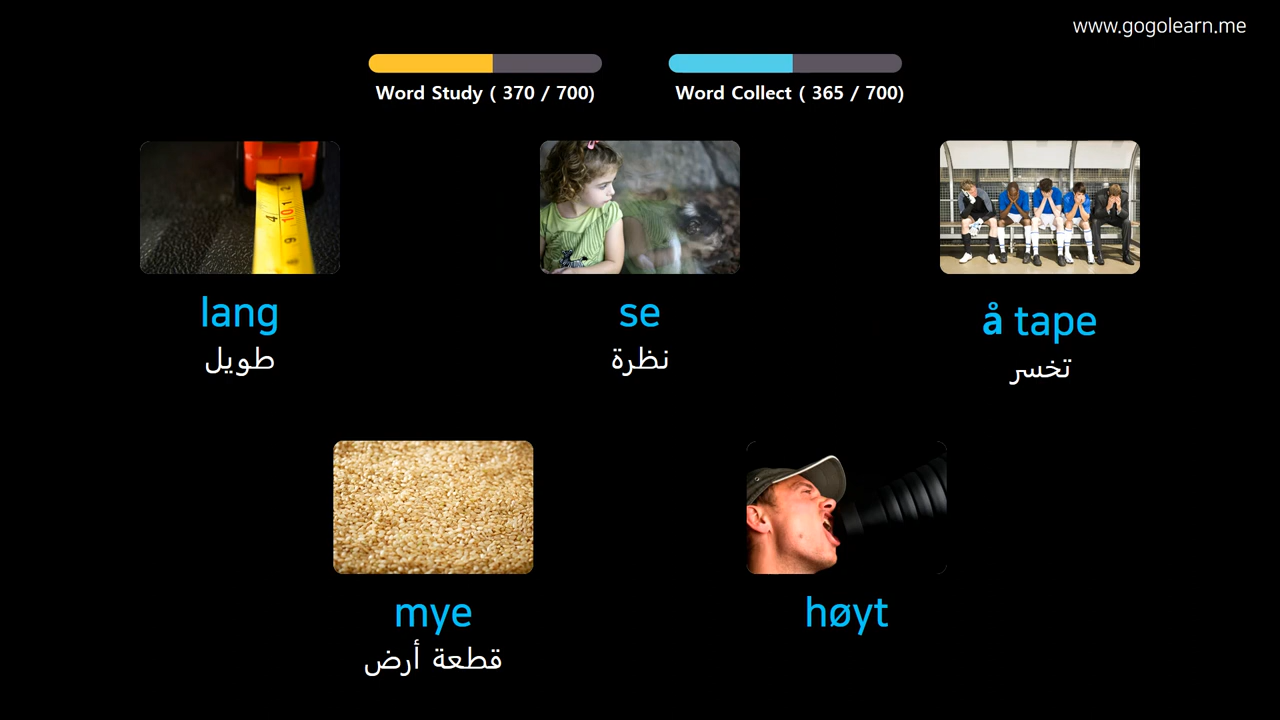 www.gogolearn.me
Word Study ( 370 / 700)
Word Collect ( 365 / 700)
lang
طويل
se
نظرة
å tape
تخسر
mye
قطعة أرض
høyt